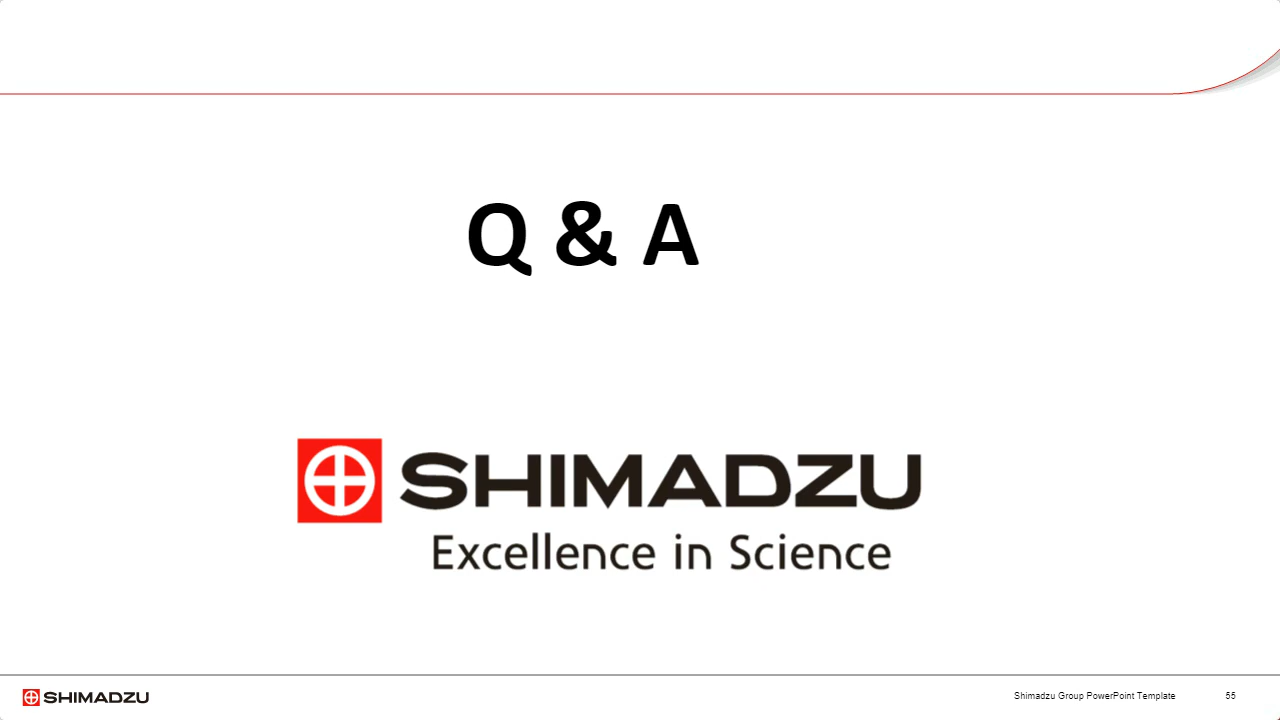 Q & A
SHIMADZU
Excellence in Science
SHIMADZU
Shimadzu Group PowerPoint Template
55